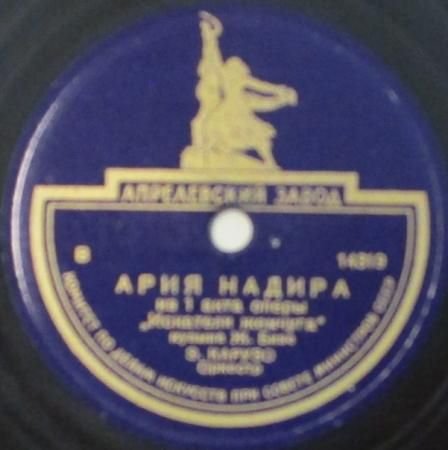 АПРЕЛЕВСКИЙ ЗАВОД
В 14319
АРИЯ НАДИРА
из 1 акта оперы
„Искатели жемчуга"
музыка Ж. Бизе
Э. КАРУЗО
Оркестр
КОМИТЕТ ПО ДЕЛАМ ИСКУССТВ ПРИ СОВЕТЕ МИНИСТРОВ СССР